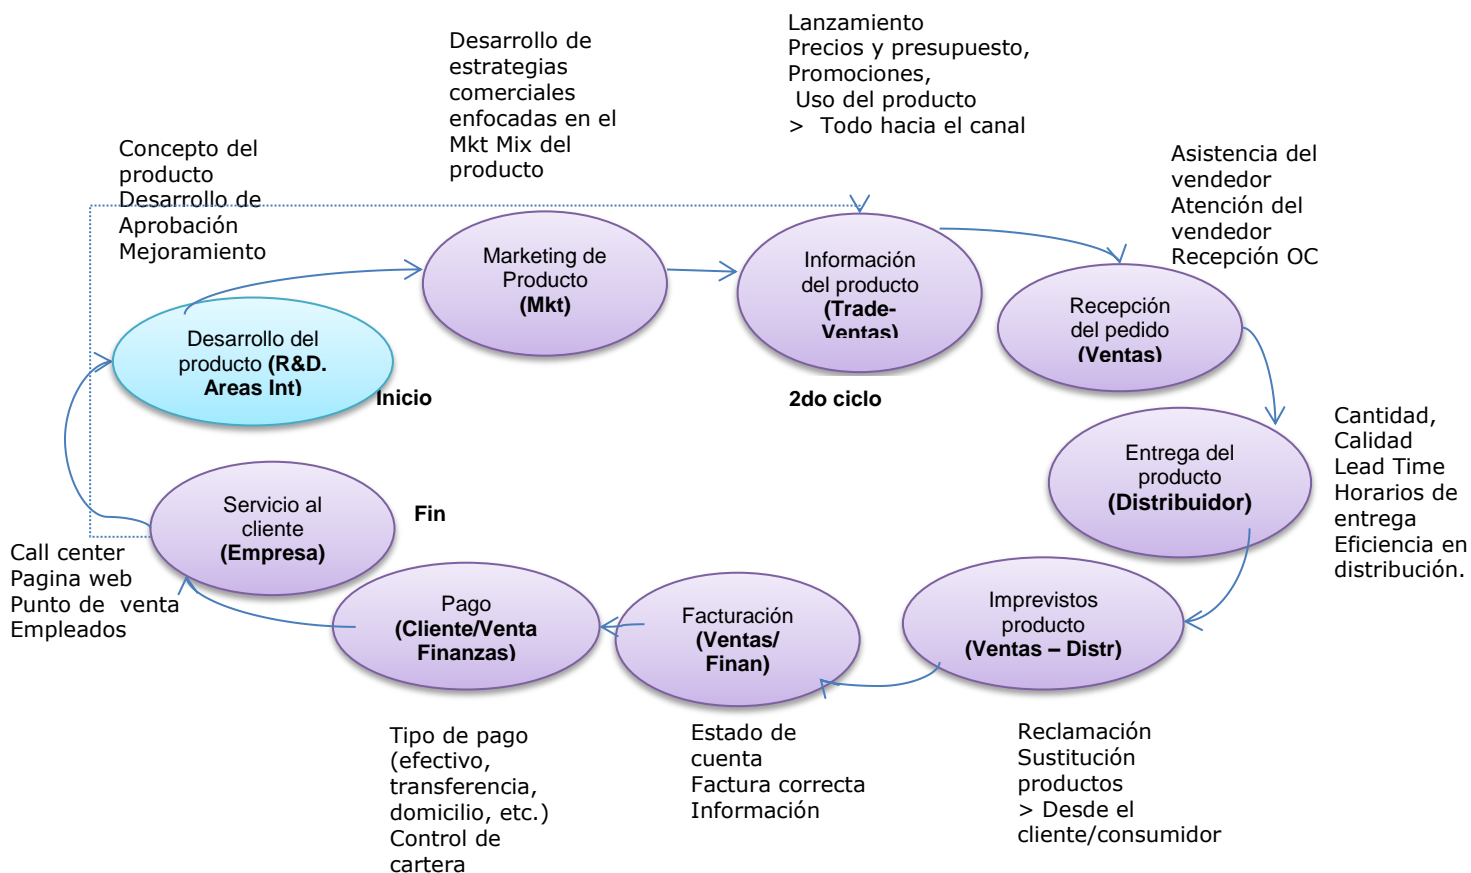 Concepto del
producto
Desarrollo de
Aprobación
Mejoramiento
Desarrollo de
estrategias
comerciales
enfocadas en el
Mkt Mix del
producto
Lanzamiento
Precios y presupuesto,
Promociones,
Uso del producto
> Todo hacia el canal
Asistencia del
vendedor
Atención del
vendedor
Recepción OC
Desarrollo del
producto (R&D.
Areas Int)
Inicio
Marketing de
Producto
(Mkt)
Información
del producto
(Trade-
Ventas)
2do ciclo
Recepción
del pedido
(Ventas)
Entrega del
producto
(Distribuidor)
Cantidad,
Calidad
Lead Time
Horarios de
entrega
Eficiencia en
distribución.
Imprevistos
producto
(Ventas – Distr)
Reclamación
Sustitución
productos
> Desde el
cliente/consumidor
Facturación
(Ventas/
Finan)
Estado de
cuenta
Factura correcta
Información
Pago
(Cliente/Venta
Finanzas)
Tipo de pago
(efectivo,
transferencia,
domicilio, etc.)
Control de
cartera
Servicio al
cliente
(Empresa)
Fin
Call center
Pagina web
Punto de venta
Empleados